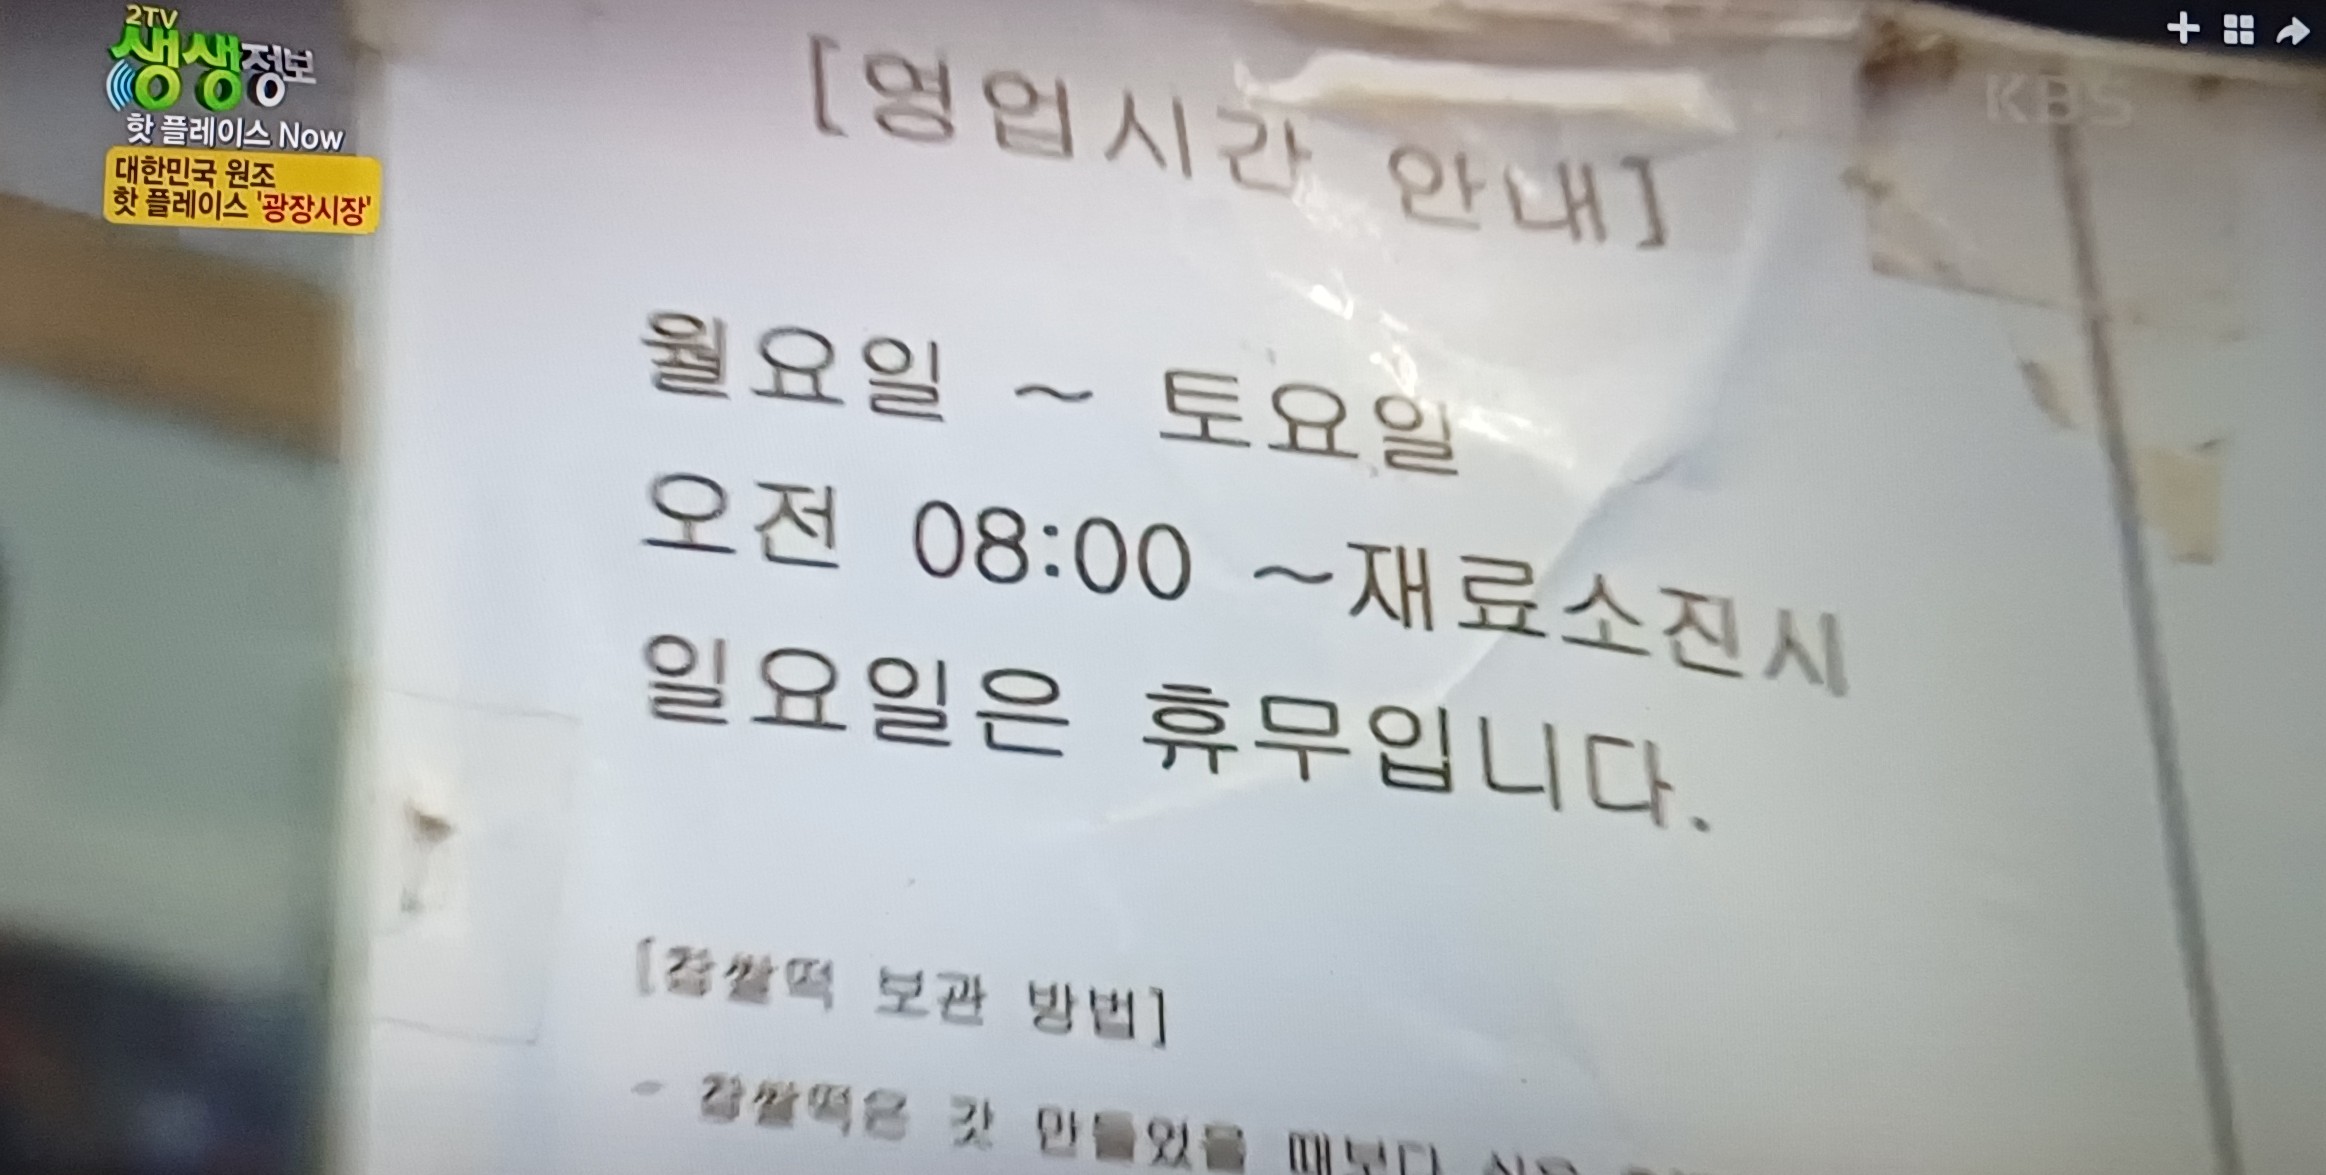 2TV
생생정보
핫 플레이스 Now
대한민국 원조
핫 플레이스 '광장시장'
KBS
[영업시간 안내]
월요일 ~ 토요일
오전 08:00 ~재료소진시
일요일은 휴무입니다.
[찹쌀떡 보관 방법]
- 찹쌀떡은 갓 만들었을 때보다